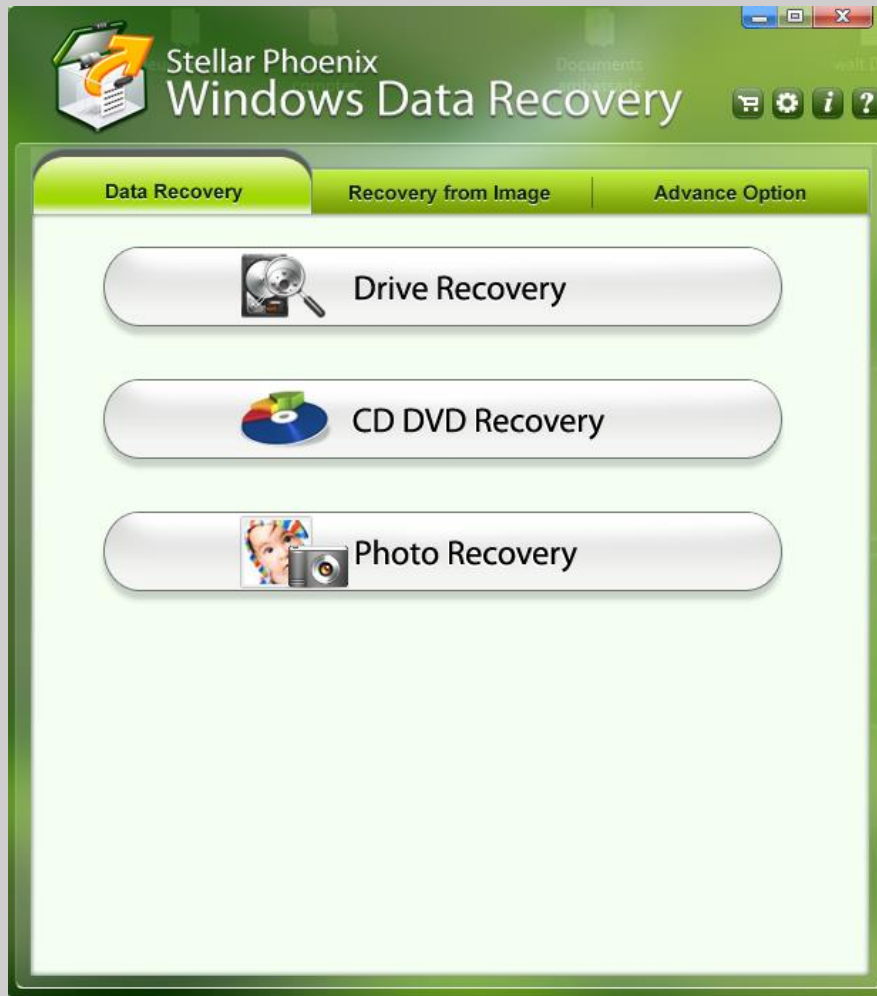 Stellar Phoenix
Windows Data Recovery
Documents
i ?
Data Recovery Recovery from Image Advance Option
Drive Recovery
CD DVD Recovery
Photo Recovery